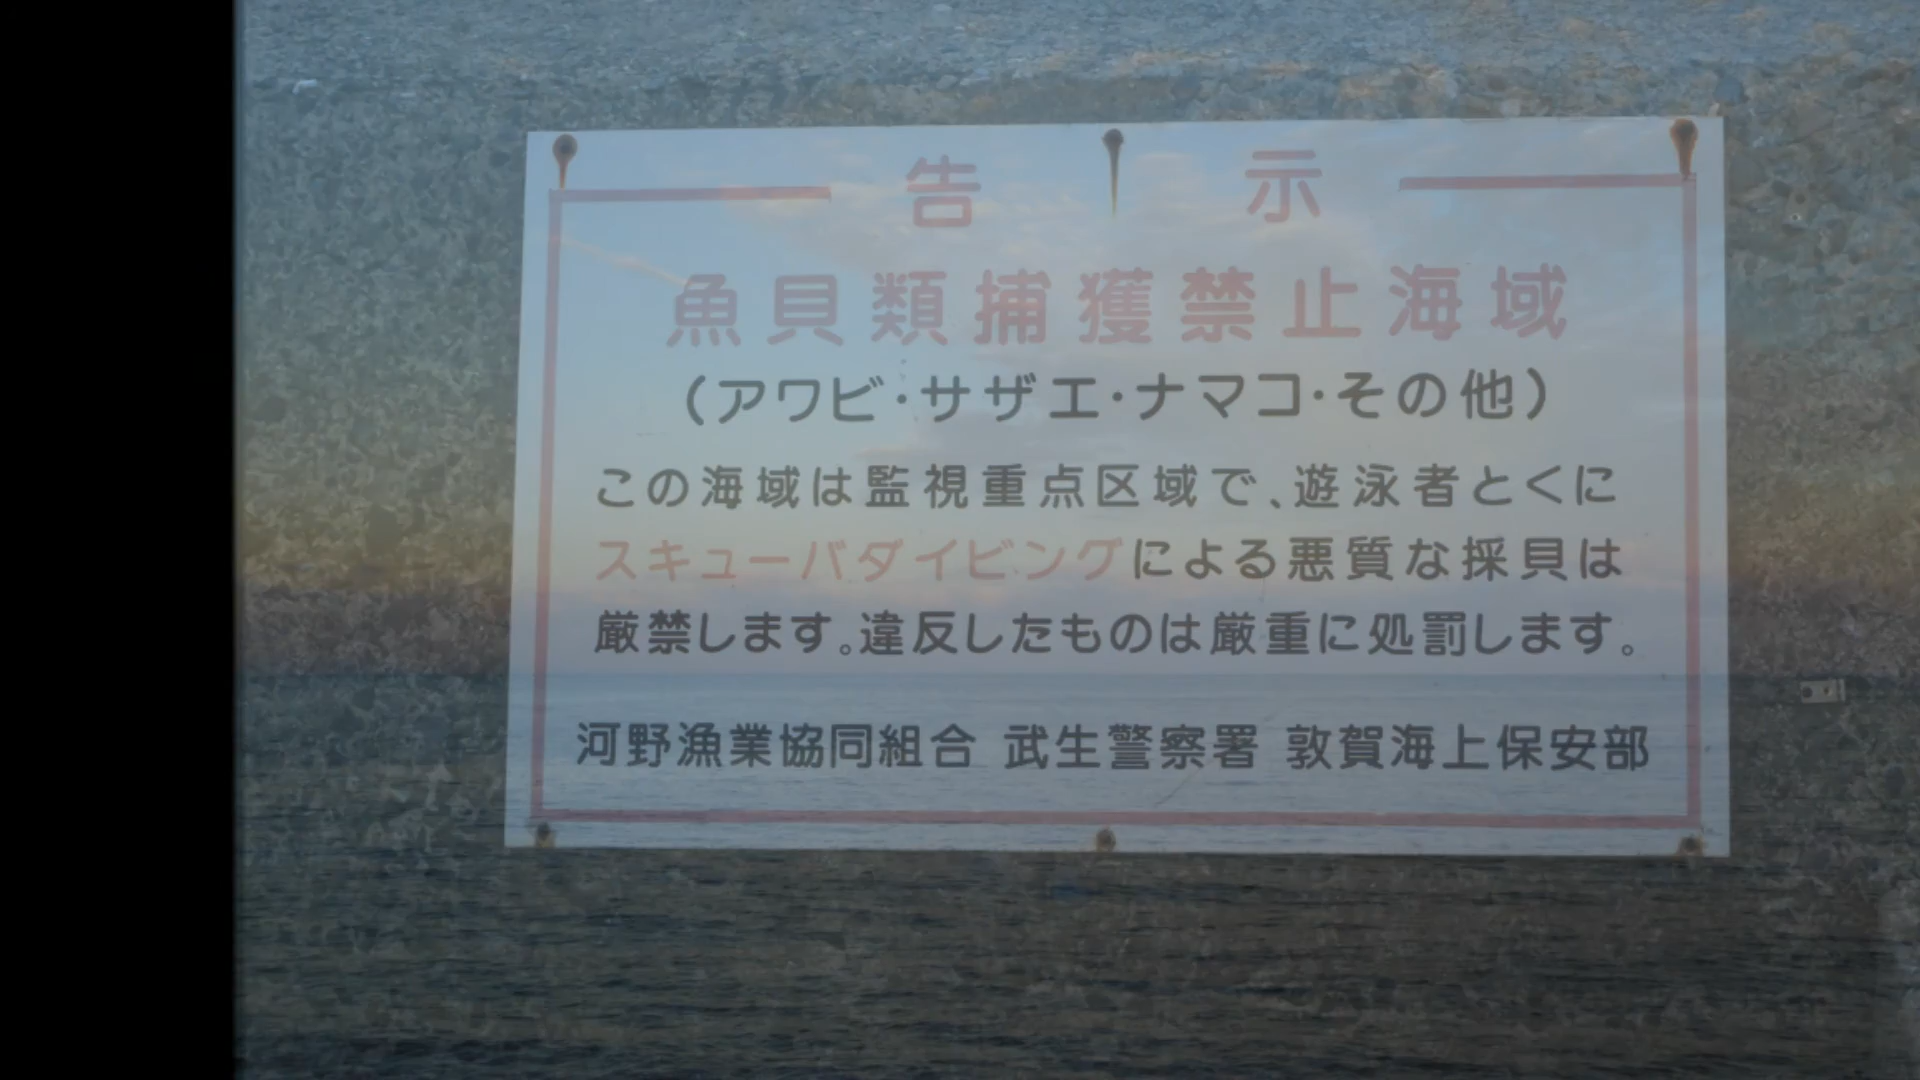 告示
魚貝類捕獲禁止海域
(アワビ・サザエ・ナマコ・その他)
この海域は監視重点区域で、遊泳者とくに
スキューバダイビングによる悪質な採貝は
厳禁します。違反したものは厳重に処罰します。
河野漁業協同組合 武生警察署 敦賀海上保安部